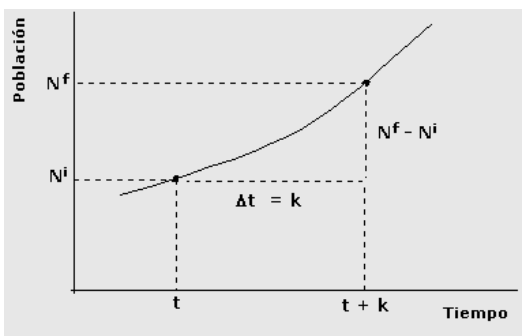 Población
Nᶠ
Nᶠ - Nⁱ
Nⁱ
Δt = k
t
t + k
Tiempo